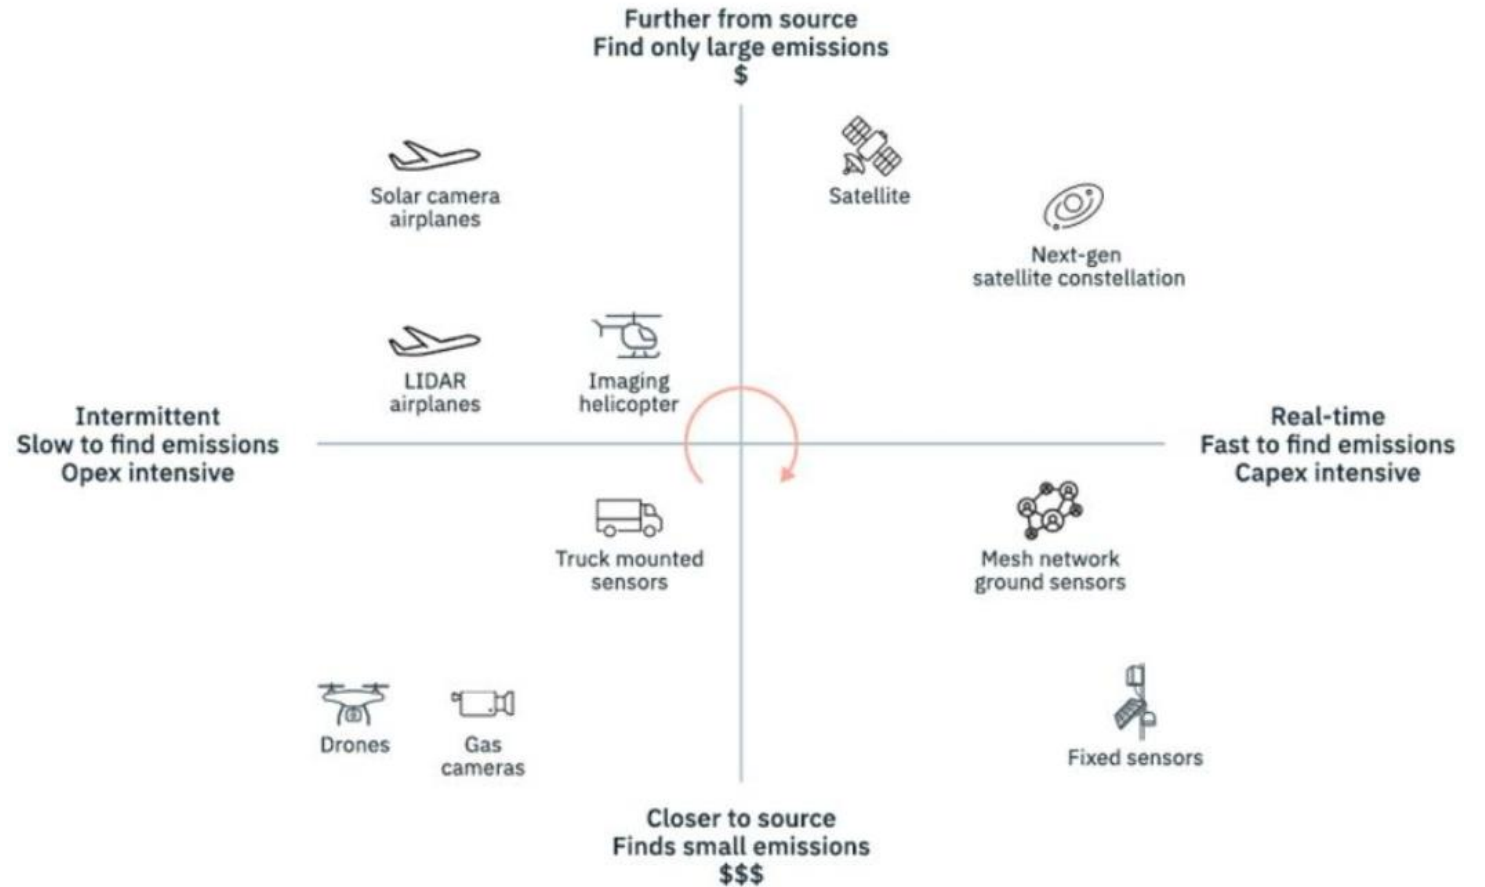 Further from source
Find only large emissions
$
Solar camera
airplanes
Satellite
Next-gen
satellite constellation
LIDAR
airplanes
Imaging
helicopter
Intermittent
Slow to find emissions
Opex intensive
Real-time
Fast to find emissions
Capex intensive
Truck mounted
sensors
Mesh network
ground sensors
Drones
Gas
cameras
Fixed sensors
Closer to source
Finds small emissions
$$$